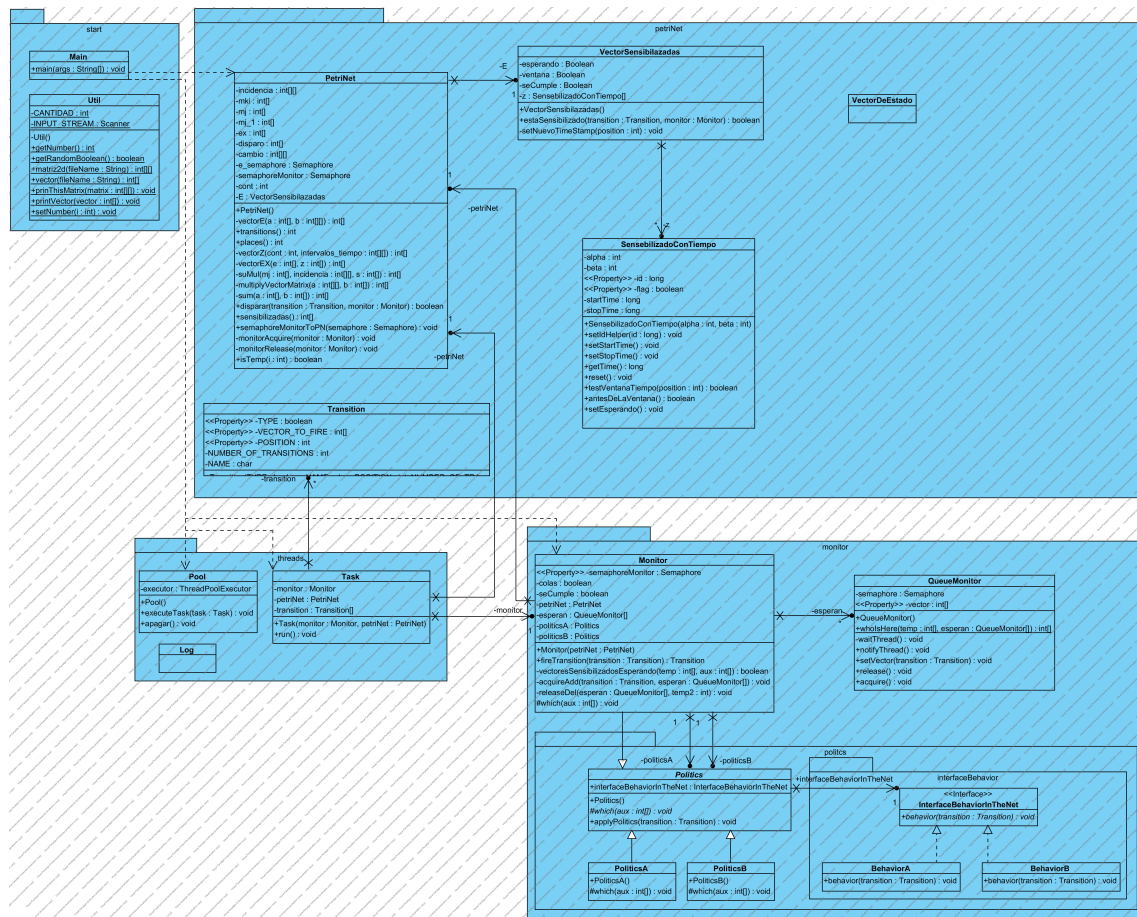 start
Main
+main(args : String[]) : void
Util
-CANTIDAD : int
-INPUT_STREAM : Scanner
-Util()
+getNumber() : int
+getRandomBoolean() : boolean
+matriz2d(fileName : String) : int[][]
+vector(fileName : String) : int[]
+prinThisMatrix(matrix : int[][]) : void
+printVector(vector : int[]) : void
+setNumber(i : int) : void
petriNet
PetriNet
-incidencia : int[][]
-mki : int[]
-mj : int[]
-mj_1 : int[]
-ex : int[]
-disparo : int[]
-cambio : int[][]
-e_semaphore : Semaphore
-semaphoreMonitor : Semaphore
-cont : int
-E : VectorSensibilazadas
+PetriNet()
-vectorE(a : int[], b : int[][]) : int[]
+transitions() : int
+places() : int
-vectorZ(cont : int, intervalos_tiempo : int[][]) : int[]
-vectorEX(e : int[], z : int[]) : int[]
-suMul(mj : int[], incidencia : int[][], s : int[]) : int[]
-multiplyVectorMatrix(a : int[][], b : int[]) : int[]
-sum(a : int[], b : int[]) : int[]
+disparar(transition : Transition, monitor : Monitor) : boolean
+sensibilizadas() : int[]
+semaphoreMonitorToPN(semaphore : Semaphore) : void
-monitorAcquire(monitor : Monitor) : void
-monitorRelease(monitor : Monitor) : void
+isTemp(i : int) : boolean
-E
1
VectorSensibilazadas
-esperando : Boolean
-ventana : Boolean
-seCumple : Boolean
-z : SensebilizadoConTiempo[]
+VectorSensibilazadas()
+estaSensibilizado(transition : Transition, monitor : Monitor) : boolean
-setNuevoTimeStamp(position : int) : void
VectorDeEstado
1
-petriNet
*
-z
SensebilizadoConTiempo
-alpha : int
-beta : int
<<Property>> -id : long
<<Property>> -flag : boolean
-startTime : long
-stopTime : long
+SensebilizadoConTiempo(alpha : int, beta : int)
+setIdHelper(id : long) : void
+setStartTime() : void
+setStopTime() : void
+getTime() : long
+reset() : void
+testVentanaTiempo(position : int) : boolean
+antesDeLaVentana() : boolean
+setEsperando() : void
1
-petriNet
Transition
<<Property>> -TYPE : boolean
<<Property>> -VECTOR_TO_FIRE : int[]
<<Property>> -POSITION : int
-NUMBER_OF_TRANSITIONS : int
-NAME : char
-transition
*
threads
Pool
-executor : ThreadPoolExecutor
+Pool()
+executeTask(task : Task) : void
+apagar() : void
Log
Task
-monitor : Monitor
-petriNet : PetriNet
-transition : Transition[]
+Task(monitor : Monitor, petriNet : PetriNet)
+run() : void
-monitor
1
monitor
Monitor
<<Property>> -semaphoreMonitor : Semaphore
-colas : boolean
-seCumple : Boolean
-petriNet : PetriNet
-esperan : QueueMonitor[]
-politicsA : Politics
-politicsB : Politics
+Monitor(petriNet : PetriNet)
+fireTransition(transition : Transition) : Transition
-vectoresSensibilizadosEsperando(temp : int[], aux : int[]) : boolean
-acquireAdd(transition : Transition, esperan : QueueMonitor[]) : void
-releaseDel(esperan : QueueMonitor[], temp2 : int) : void
#which(aux : int[]) : void
-esperan
*
QueueMonitor
-semaphore : Semaphore
<<Property>> -vector : int[]
+QueueMonitor()
+whoIsHere(temp : int[], esperan : QueueMonitor[]) : int[]
-waitThread() : void
+notifyThread() : void
+setVector(transition : Transition) : void
+release() : void
+acquire() : void
1
1
-politicsA
-politicsB
politcs
Politics
+interfaceBehaviorInTheNet : InterfaceBehaviorInTheNet
+Politics()
#which(aux : int[]) : void
+applyPolitics(transition : Transition) : void
+interfaceBehaviorInTheNet
1
interfaceBehavior
<<Interface>>
InterfaceBehaviorInTheNet
+behavior(transition : Transition) : void
PoliticsA
+PoliticsA()
#which(aux : int[]) : void
PoliticsB
+PoliticsB()
#which(aux : int[]) : void
BehaviorA
+behavior(transition : Transition) : void
BehaviorB
+behavior(transition : Transition) : void